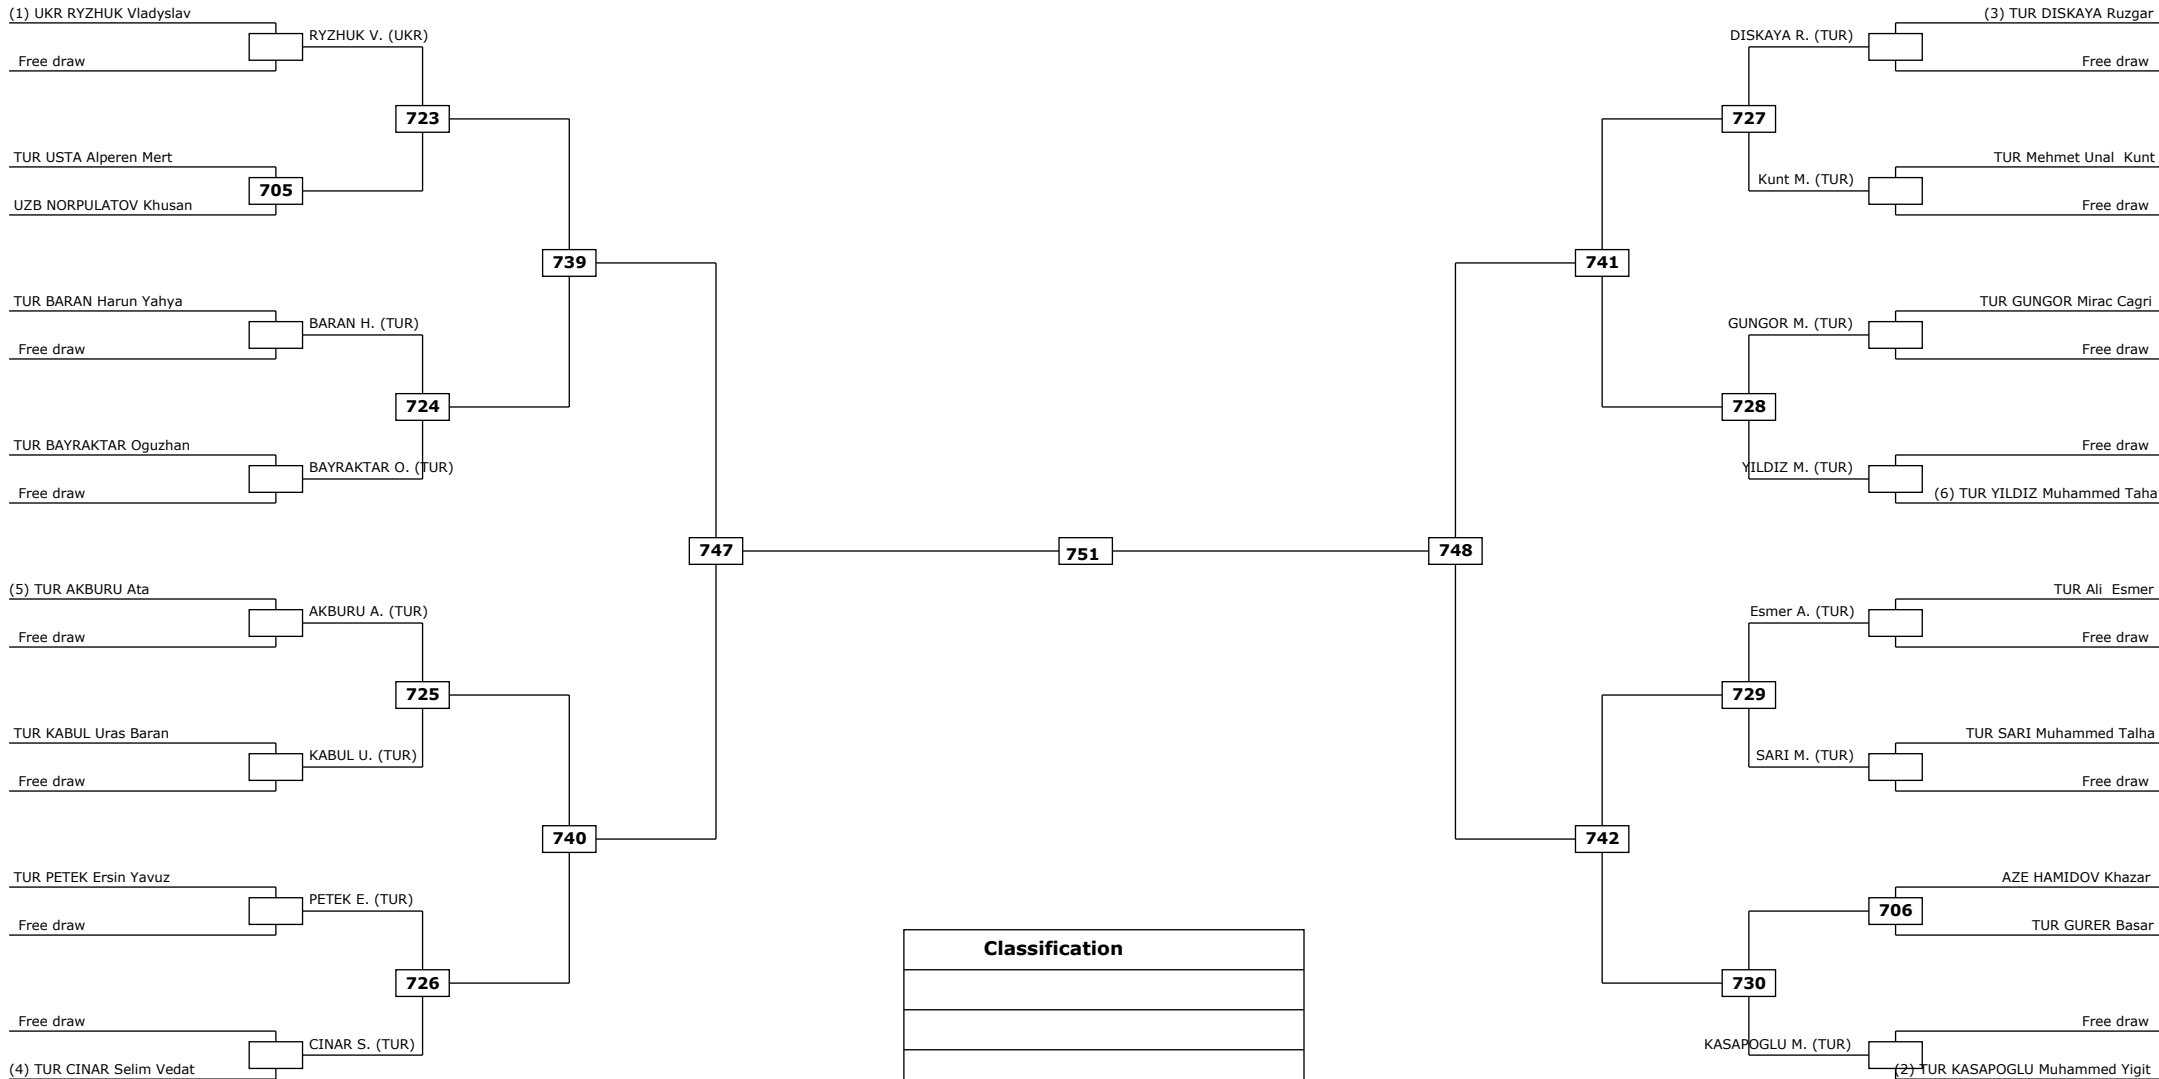 (1) UKR RYZHUK Vladyslav
RYZHUK V. (UKR)
Free draw
723
TUR USTA Alperen Mert
705
UZB NORPULATOV Khusan
739
TUR BARAN Harun Yahya
BARAN H. (TUR)
Free draw
724
TUR BAYRAKTAR Oguzhan
BAYRAKTAR O. (TUR)
Free draw
747
(5) TUR AKBURU Ata
AKBURU A. (TUR)
Free draw
725
TUR KABUL Uras Baran
KABUL U. (TUR)
Free draw
740
TUR PETEK Ersin Yavuz
PETEK E. (TUR)
Free draw
726
Free draw
CINAR S. (TUR)
(4) TUR CINAR Selim Vedat
751
Classification
(3) TUR DISKAYA Ruzgar
DISKAYA R. (TUR)
Free draw
727
TUR Mehmet Unal  Kunt
Kunt M. (TUR)
Free draw
741
TUR GUNGOR Mirac Cagri
GUNGOR M. (TUR)
Free draw
728
Free draw
YILDIZ M. (TUR)
(6) TUR YILDIZ Muhammed Taha
748
TUR Ali  Esmer
Esmer A. (TUR)
Free draw
729
TUR SARI Muhammed Talha
SARI M. (TUR)
Free draw
742
AZE HAMIDOV Khazar
706
TUR GURER Basar
730
Free draw
KASAPOGLU M. (TUR)
(2) TUR KASAPOGLU Muhammed Yigit